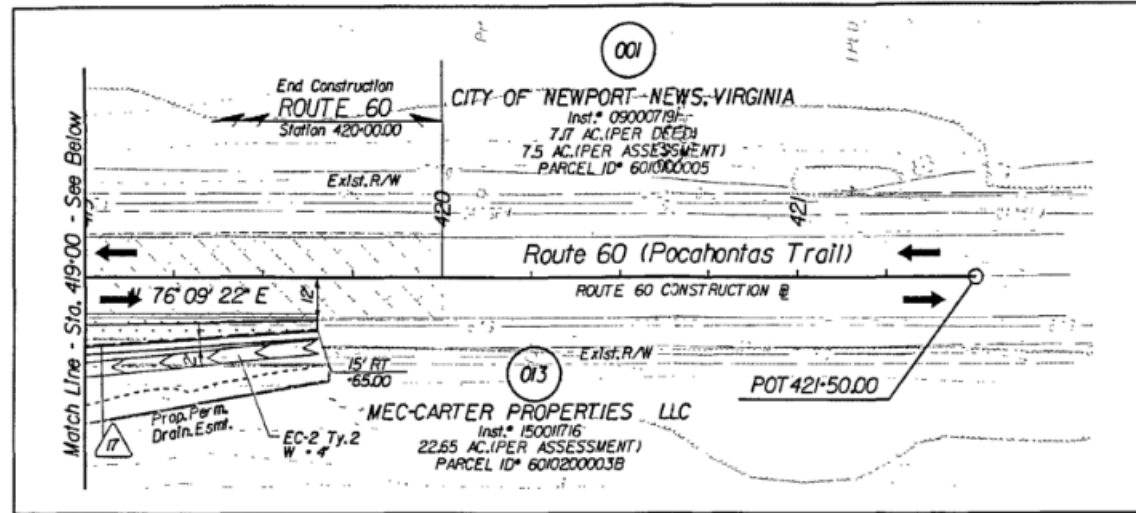 001
End Construction
ROUTE 60
Station 420+00.00
CITY OF NEWPORT NEWS, VIRGINIA
Inst.# 090007191
7.17 AC.(PER DEED)
7.5 AC.(PER ASSESSMENT)
PARCEL ID# 6010000005
Match Line - Sta. 419+00 - See Below
Exist. R/W
420
421
Route 60 (Pocahontas Trail)
N 76°09'22" E
12'
ROUTE 60 CONSTRUCTION B
Exist. R/W
15' RT
+65.00
013
POT 421+50.00
MEC-CARTER PROPERTIES LLC
Inst.# 150011716
22.65 AC.(PER ASSESSMENT)
PARCEL ID# 6010200003B
Prop. Perm.
Drain. Esmt.
17
EC-2 Ty. 2
W = 4'